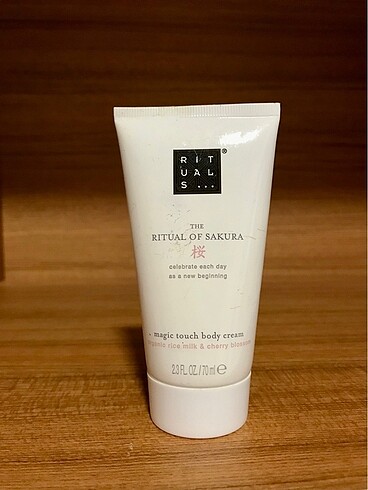 RIT
UAL
S...
®
THE
RITUAL OF SAKURA
桜
celebrate each day
as a new beginning
magic touch body cream
organic rice milk & cherry blossom
2.3 FL. OZ. / 70 ml ℮